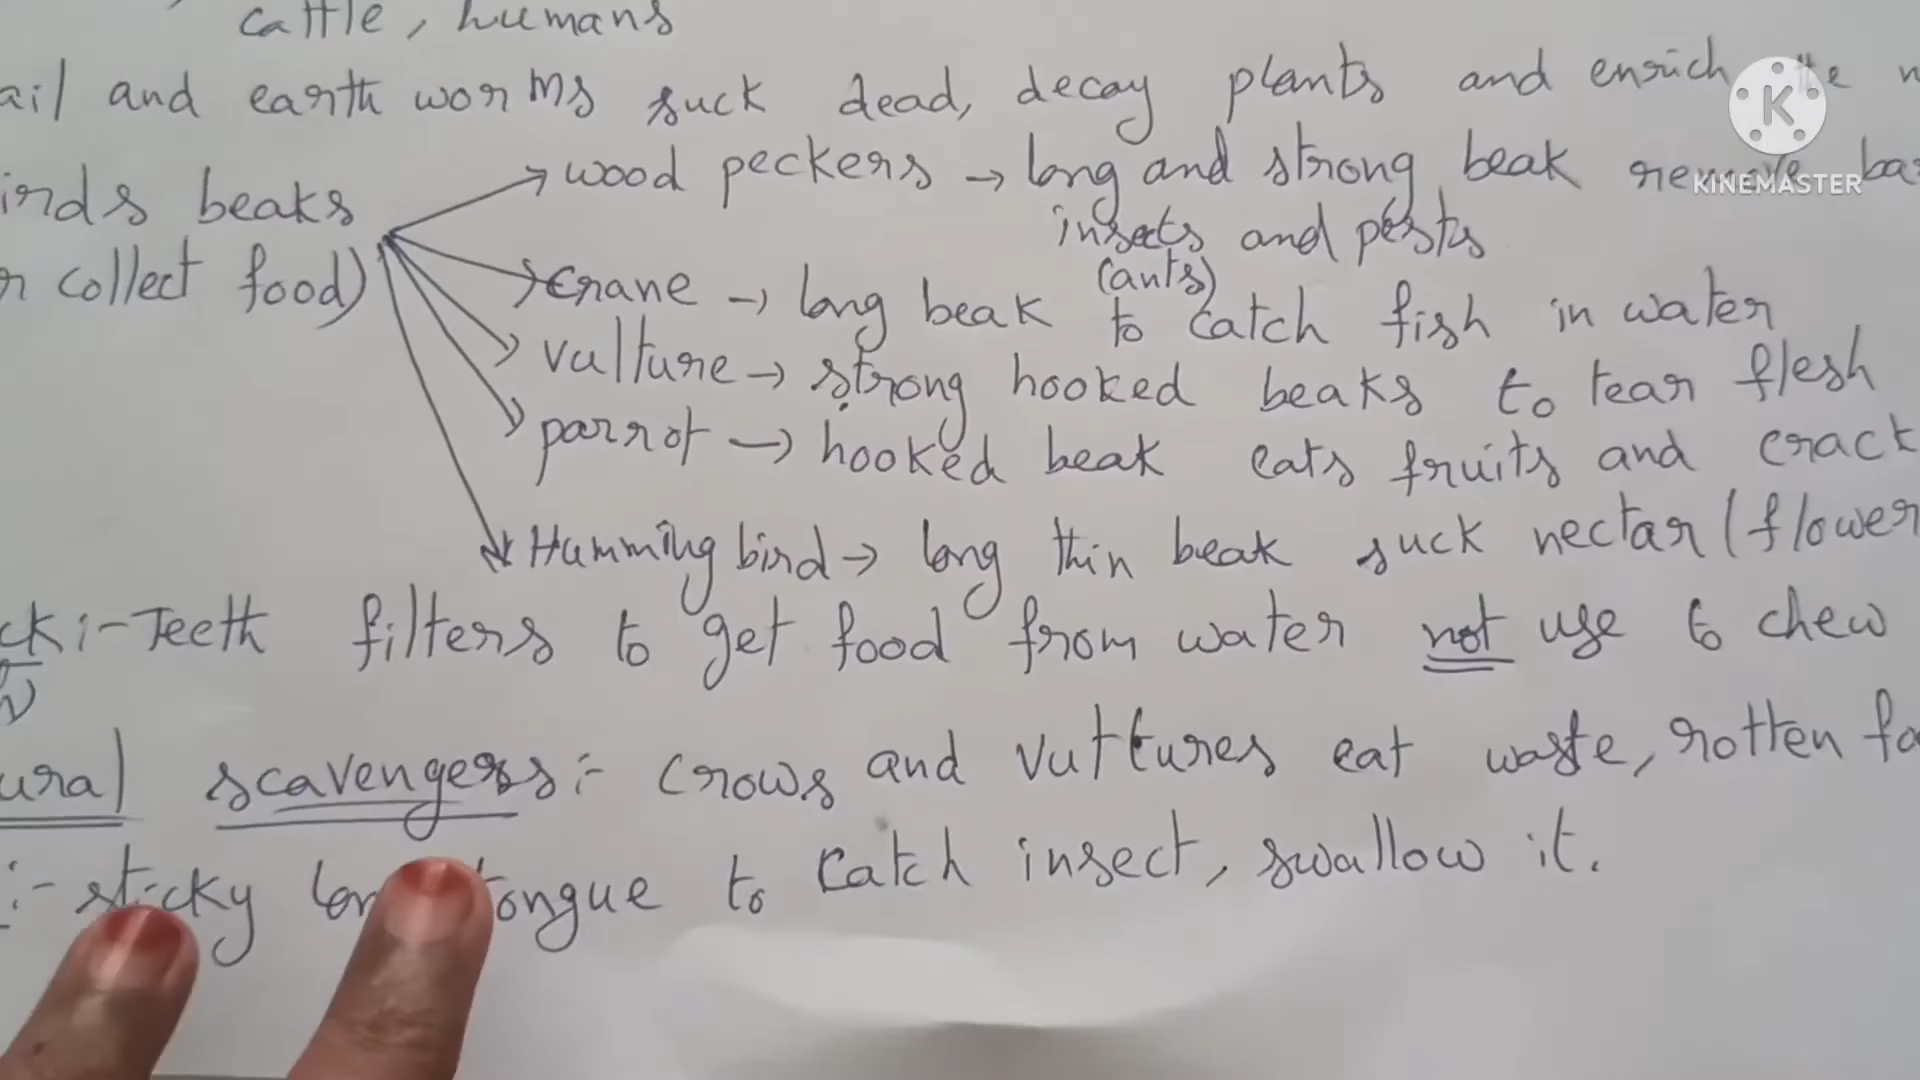 cattle, humans
ail and earth worms suck dead, decay plants and enrich the
irds beaks
wood peckers → long and strong beak remove
insects and pests
(ants)
r collect food)
crane → long beak to catch fish in water
vulture → strong hooked beaks to tear flesh
parrot → hooked beak eats fruits and crack
Humming bird → long thin beak suck nectar (flower
ck :- Teeth filters to get food from water not use to chew
ural scavengers :- crows and vultures eat waste, rotten
:- sticky long tongue to catch insect, swallow it.
KINEMASTER